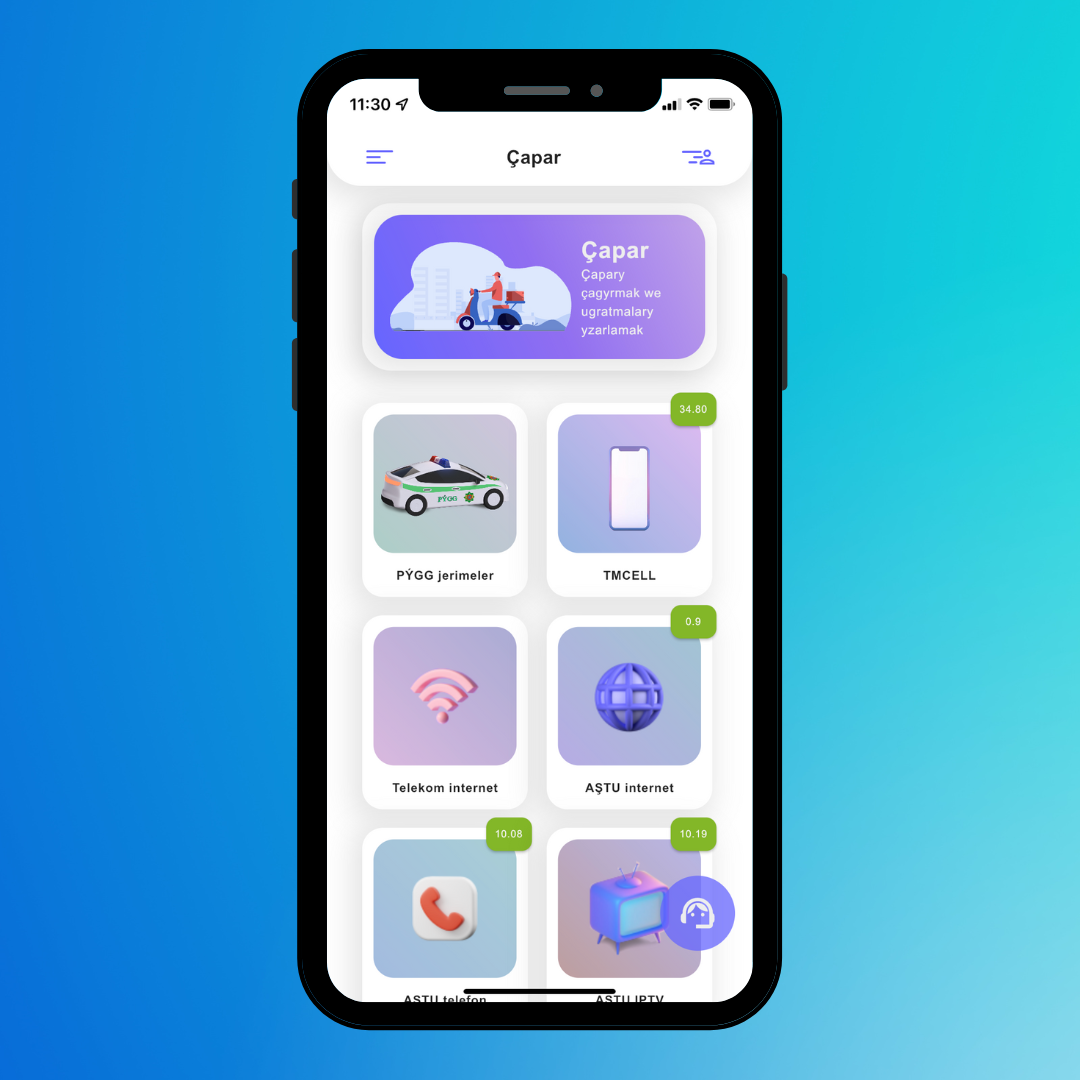 11:30
Çapar
Çapar
Çapary
çagyrmak we
ugratmalary
yzarlamak
34.80
PÝGG
PÝGG jerimeler
TMCELL
0.9
Telekom internet
AŞTU internet
10.08
10.19
AŞTU telefon
AŞTU IPTV